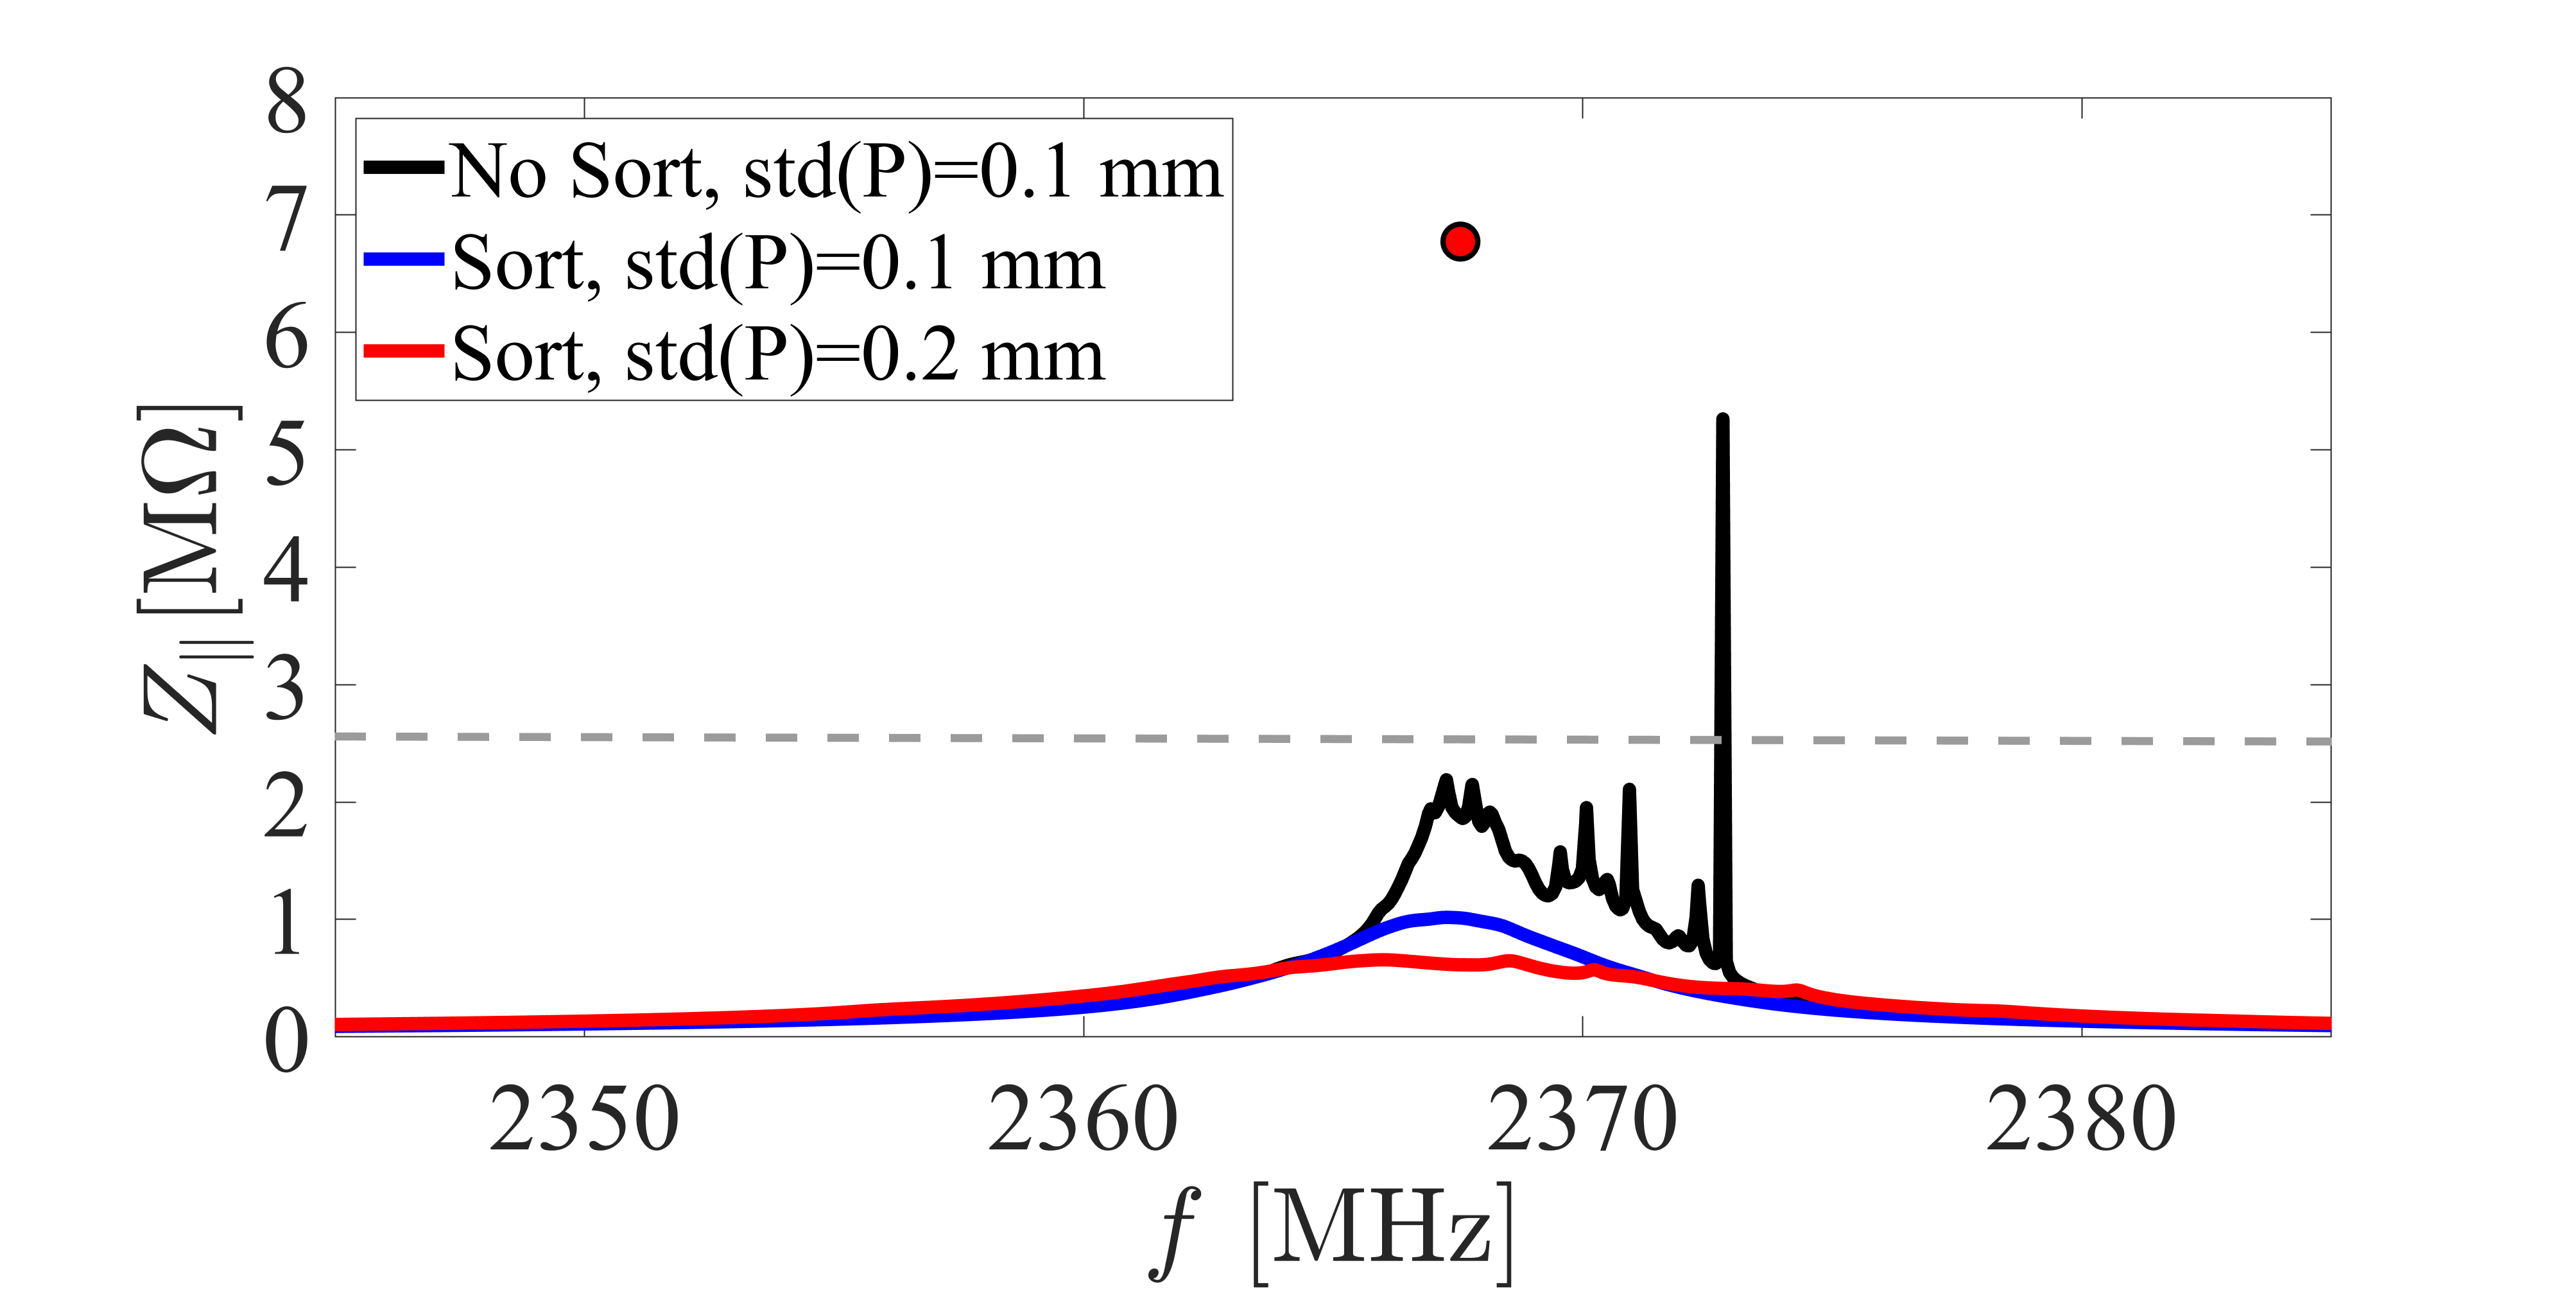 8
7
6
5
4
3
2
1
0
Z∥[MΩ]
No Sort, std(P)=0.1 mm
Sort, std(P)=0.1 mm
Sort, std(P)=0.2 mm
2350 2360 2370 2380
f [MHz]